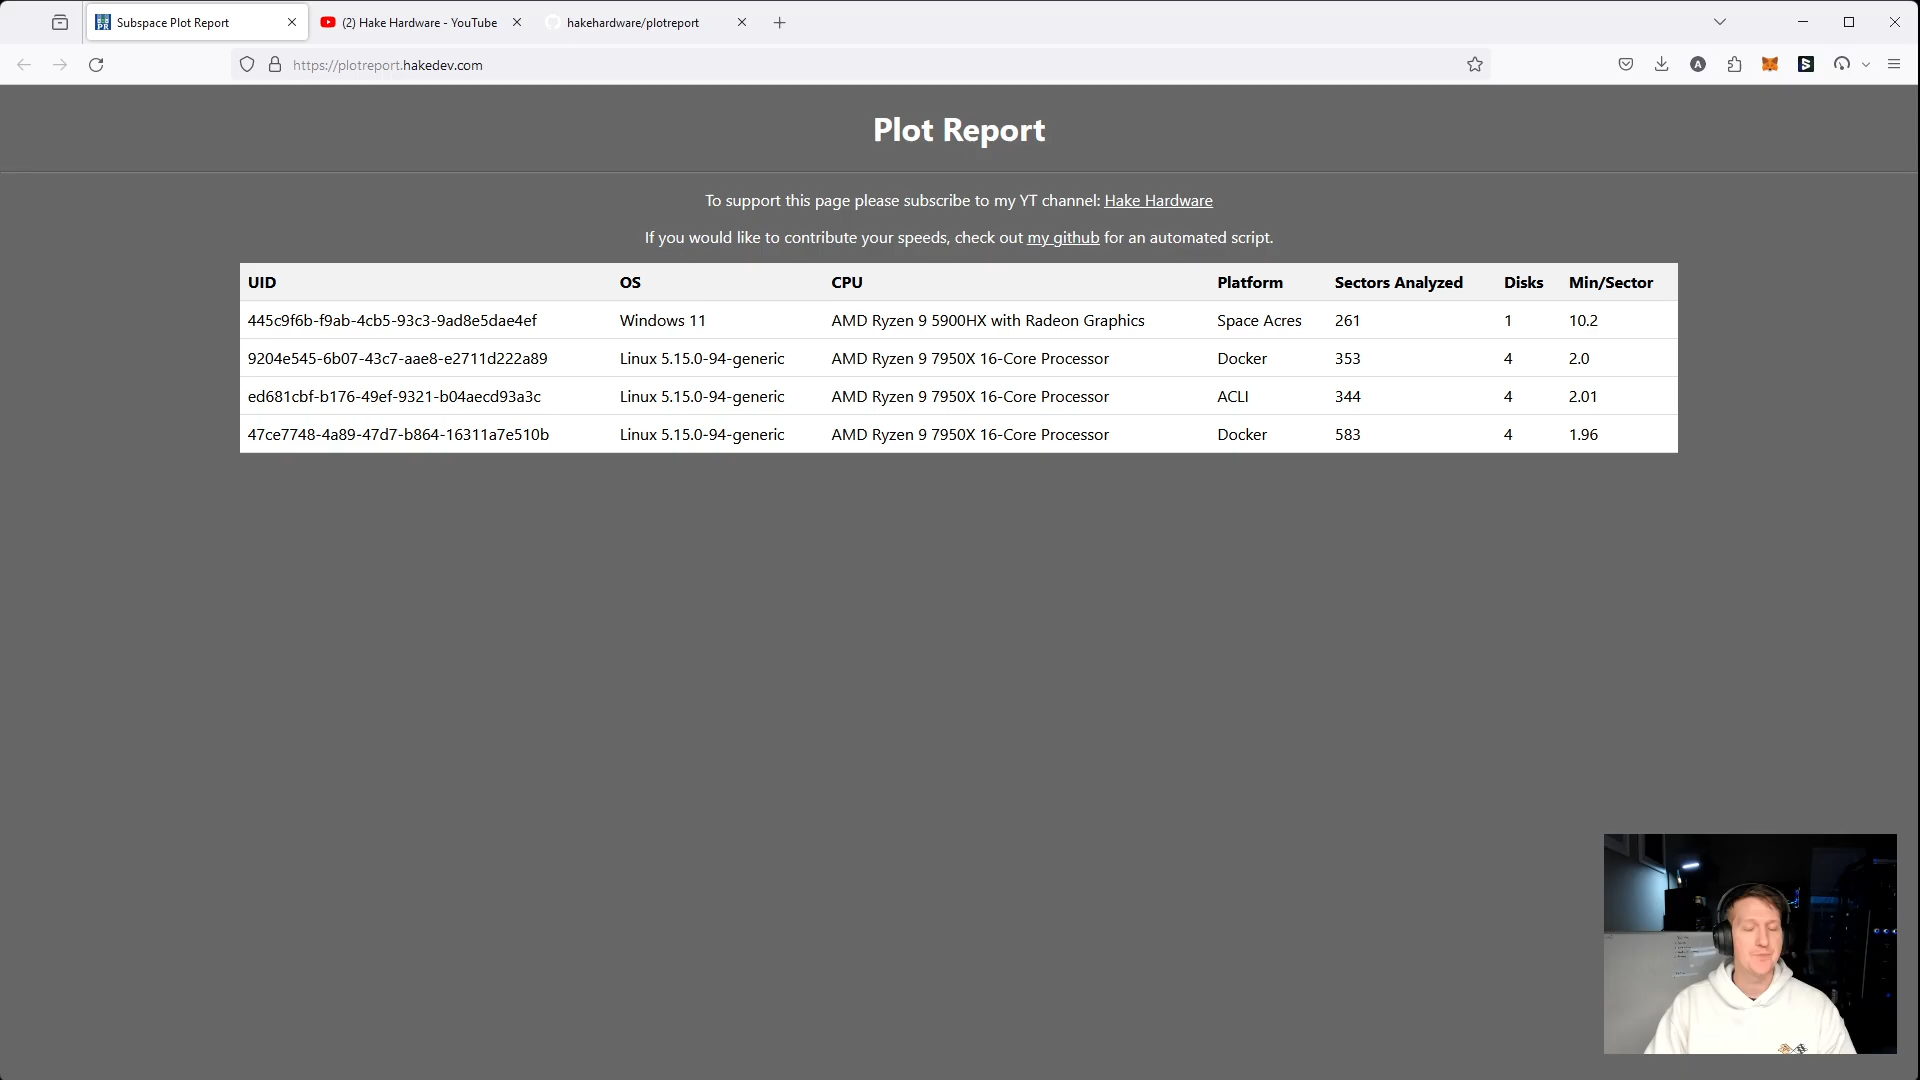 Subspace Plot Report
(2) Hake Hardware - YouTube
hakehardware/plotreport
https://plotreport.hakedev.com
Plot Report
To support this page please subscribe to my YT channel: Hake Hardware
If you would like to contribute your speeds, check out my github for an automated script.
UID OS CPU Platform Sectors Analyzed Disks Min/Sector
445c9f6b-f9ab-4cb5-93c3-9ad8e5dae4ef Windows 11 AMD Ryzen 9 5900HX with Radeon Graphics Space Acres 261 1 10.2
9204e545-6b07-43c7-aae8-e2711d222a89 Linux 5.15.0-94-generic AMD Ryzen 9 7950X 16-Core Processor Docker 353 4 2.0
ed681cbf-b176-49ef-9321-b04aecd93a3c Linux 5.15.0-94-generic AMD Ryzen 9 7950X 16-Core Processor ACLI 344 4 2.01
47ce7748-4a89-47d7-b864-16311a7e510b Linux 5.15.0-94-generic AMD Ryzen 9 7950X 16-Core Processor Docker 583 4 1.96